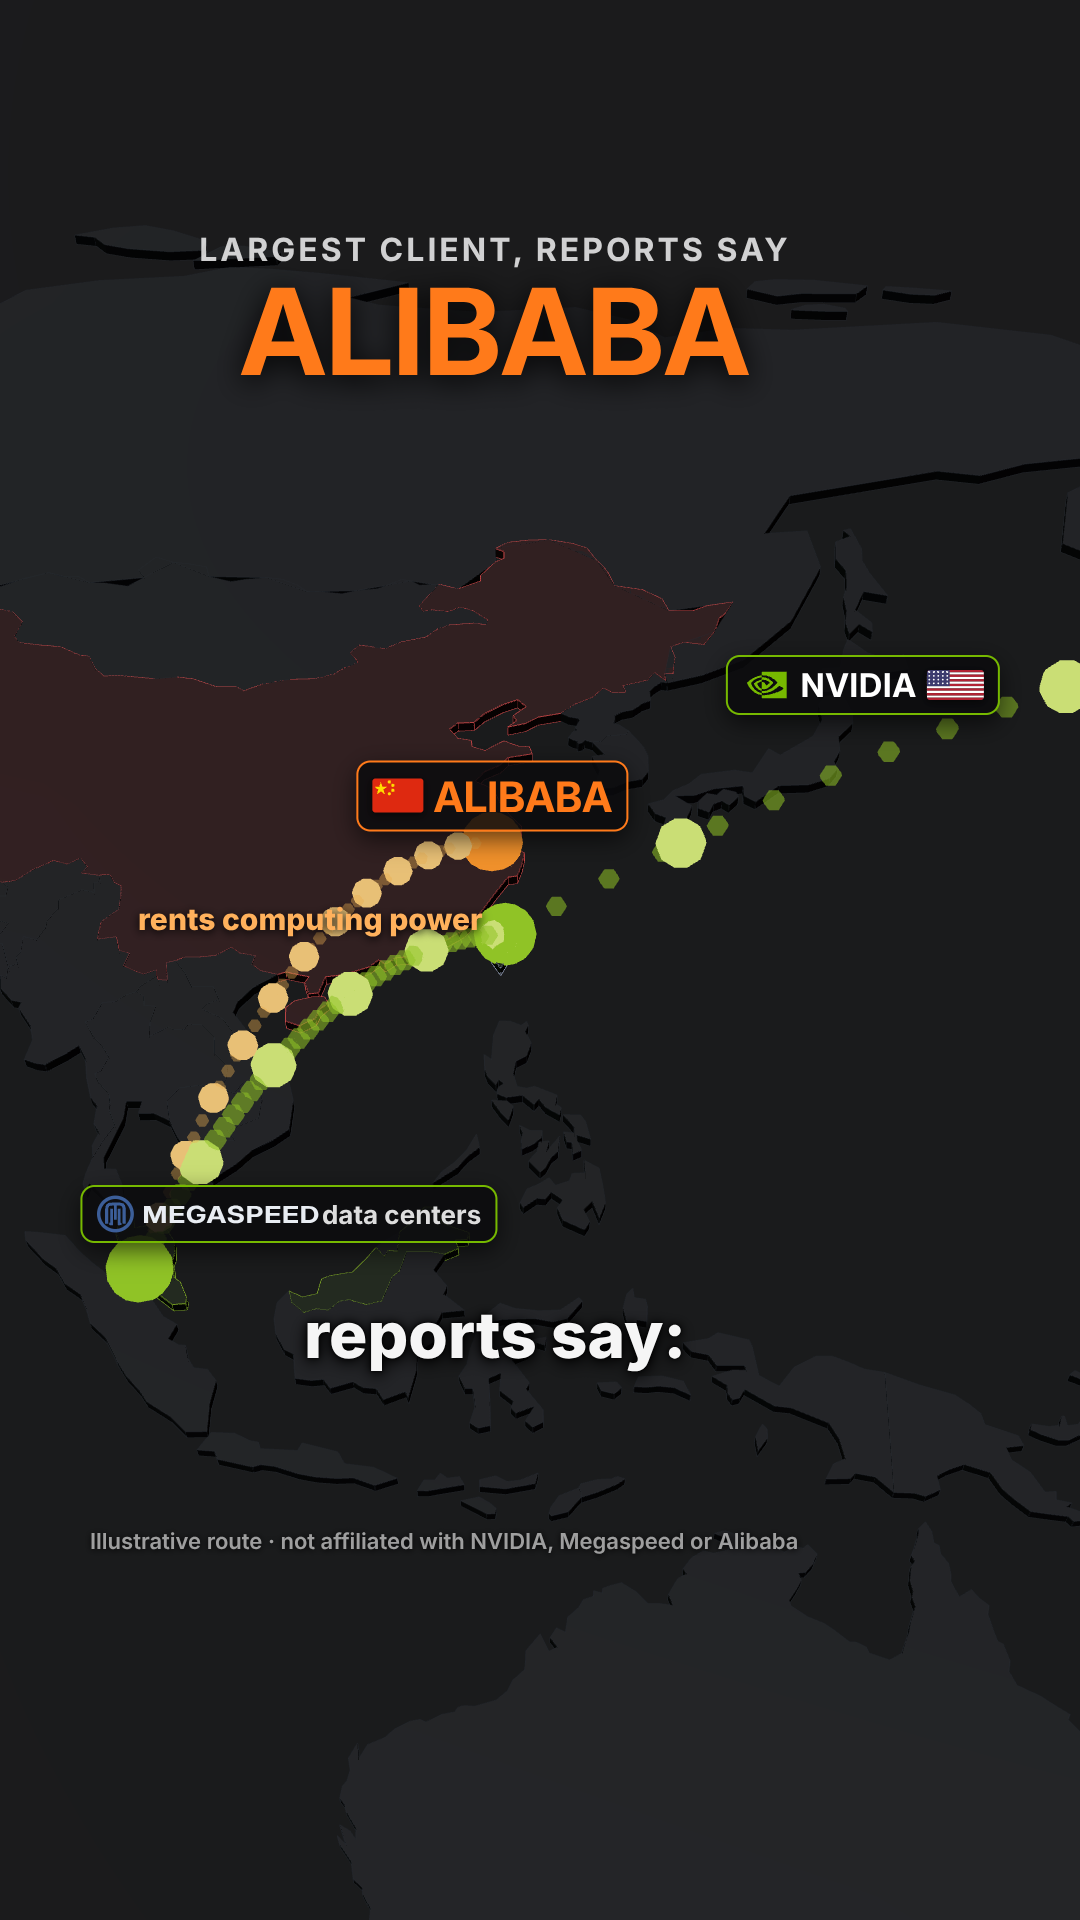 LARGEST CLIENT, REPORTS SAY
ALIBABA
NVIDIA
ALIBABA
rents computing power
MEGASPEED data centers
reports say:
Illustrative route · not affiliated with NVIDIA, Megaspeed or Alibaba